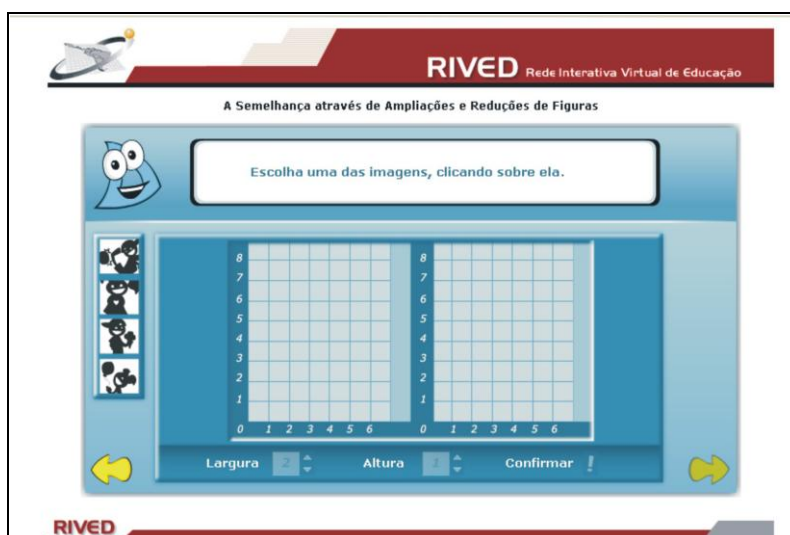 RIVED Rede Interativa Virtual de Educação
A Semelhança através de Ampliações e Reduções de Figuras
Escolha uma das imagens, clicando sobre ela.
8 8
7 7
6 6
5 5
4 4
3 3
2 2
1 1
0 1 2 3 4 5 6 0 1 2 3 4 5 6
Largura 2 Altura 1 Confirmar !
RIVED